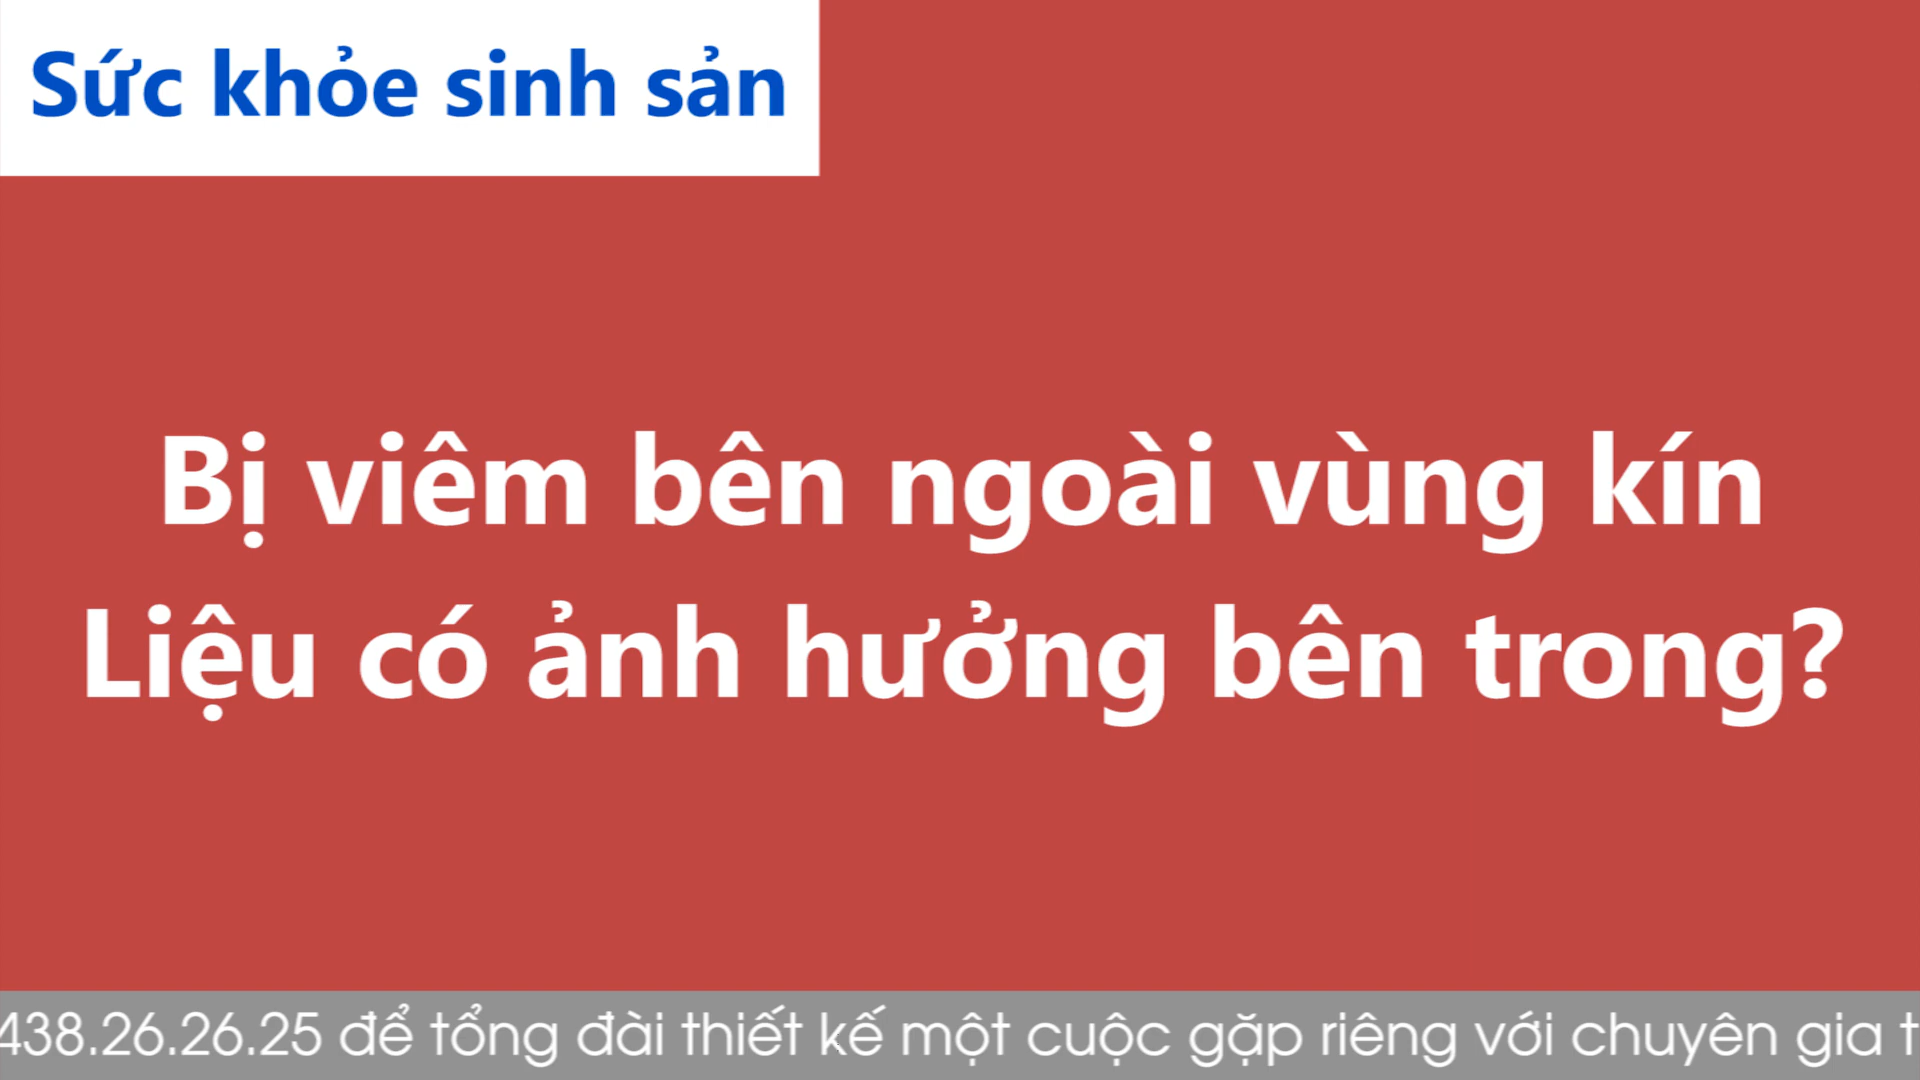 Sức khỏe sinh sản
Bị viêm bên ngoài vùng kín
Liệu có ảnh hưởng bên trong?
438.26.26.25 để tổng đài thiết kế một cuộc gặp riêng với chuyên gia t